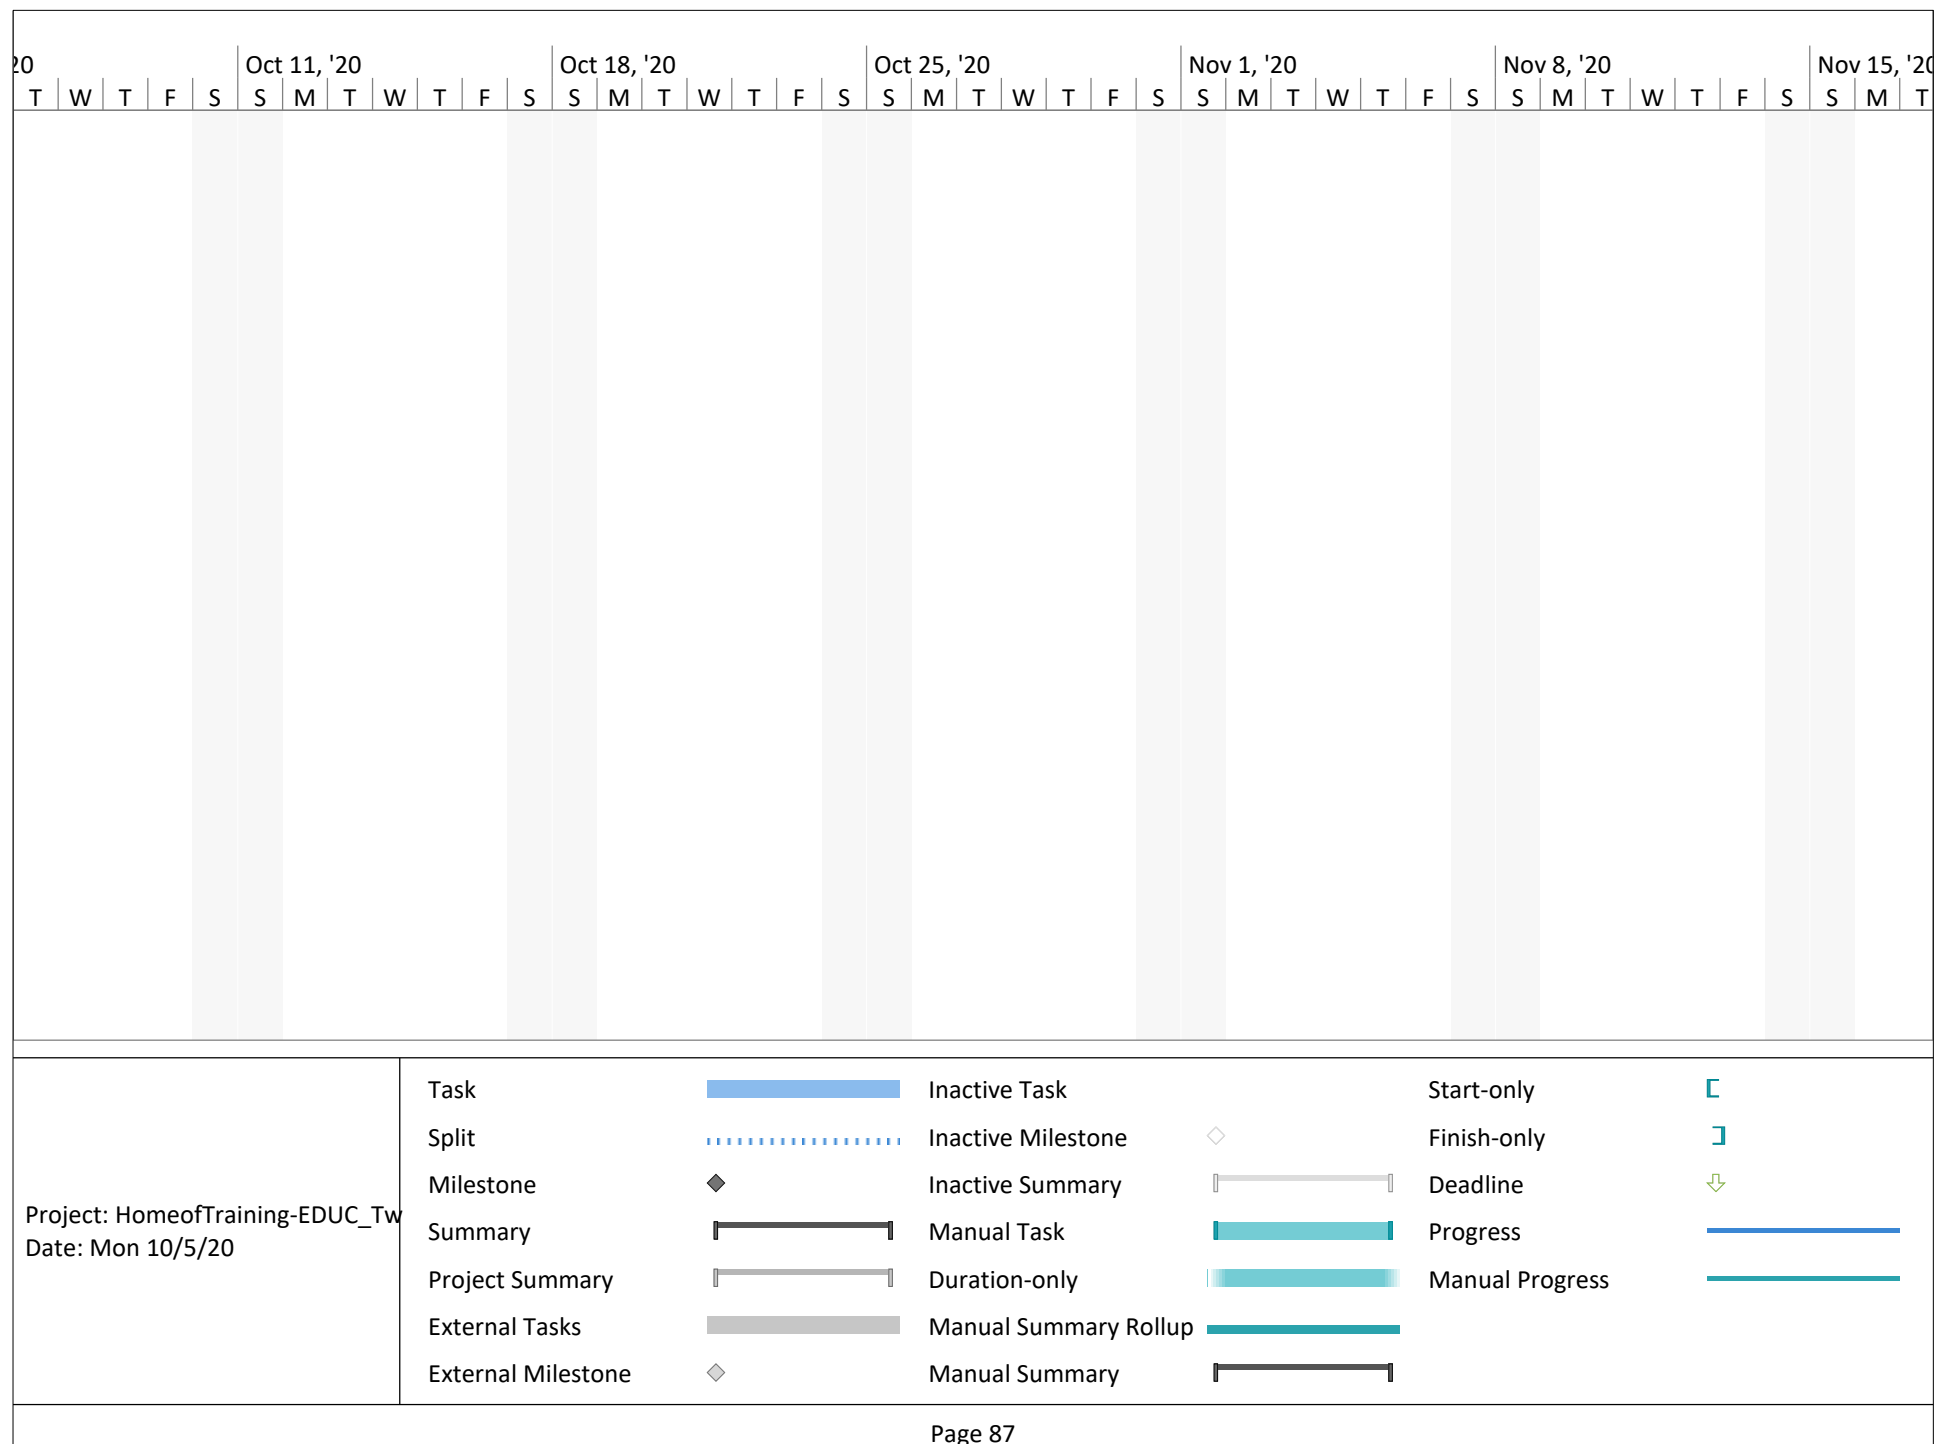 20 Oct 11, '20 Oct 18, '20 Oct 25, '20 Nov 1, '20 Nov 8, '20 Nov 15, '20
T W T F S S M T W T F S S M T W T F S S M T W T F S S M T W T F S S M T W T F S S M T
Project: HomeofTraining-EDUC_Tw
Date: Mon 10/5/20
Task
Split
Milestone
Summary
Project Summary
External Tasks
External Milestone
Inactive Task
Inactive Milestone
Inactive Summary
Manual Task
Duration-only
Manual Summary Rollup
Manual Summary
Start-only
Finish-only
Deadline
Progress
Manual Progress
Page 87